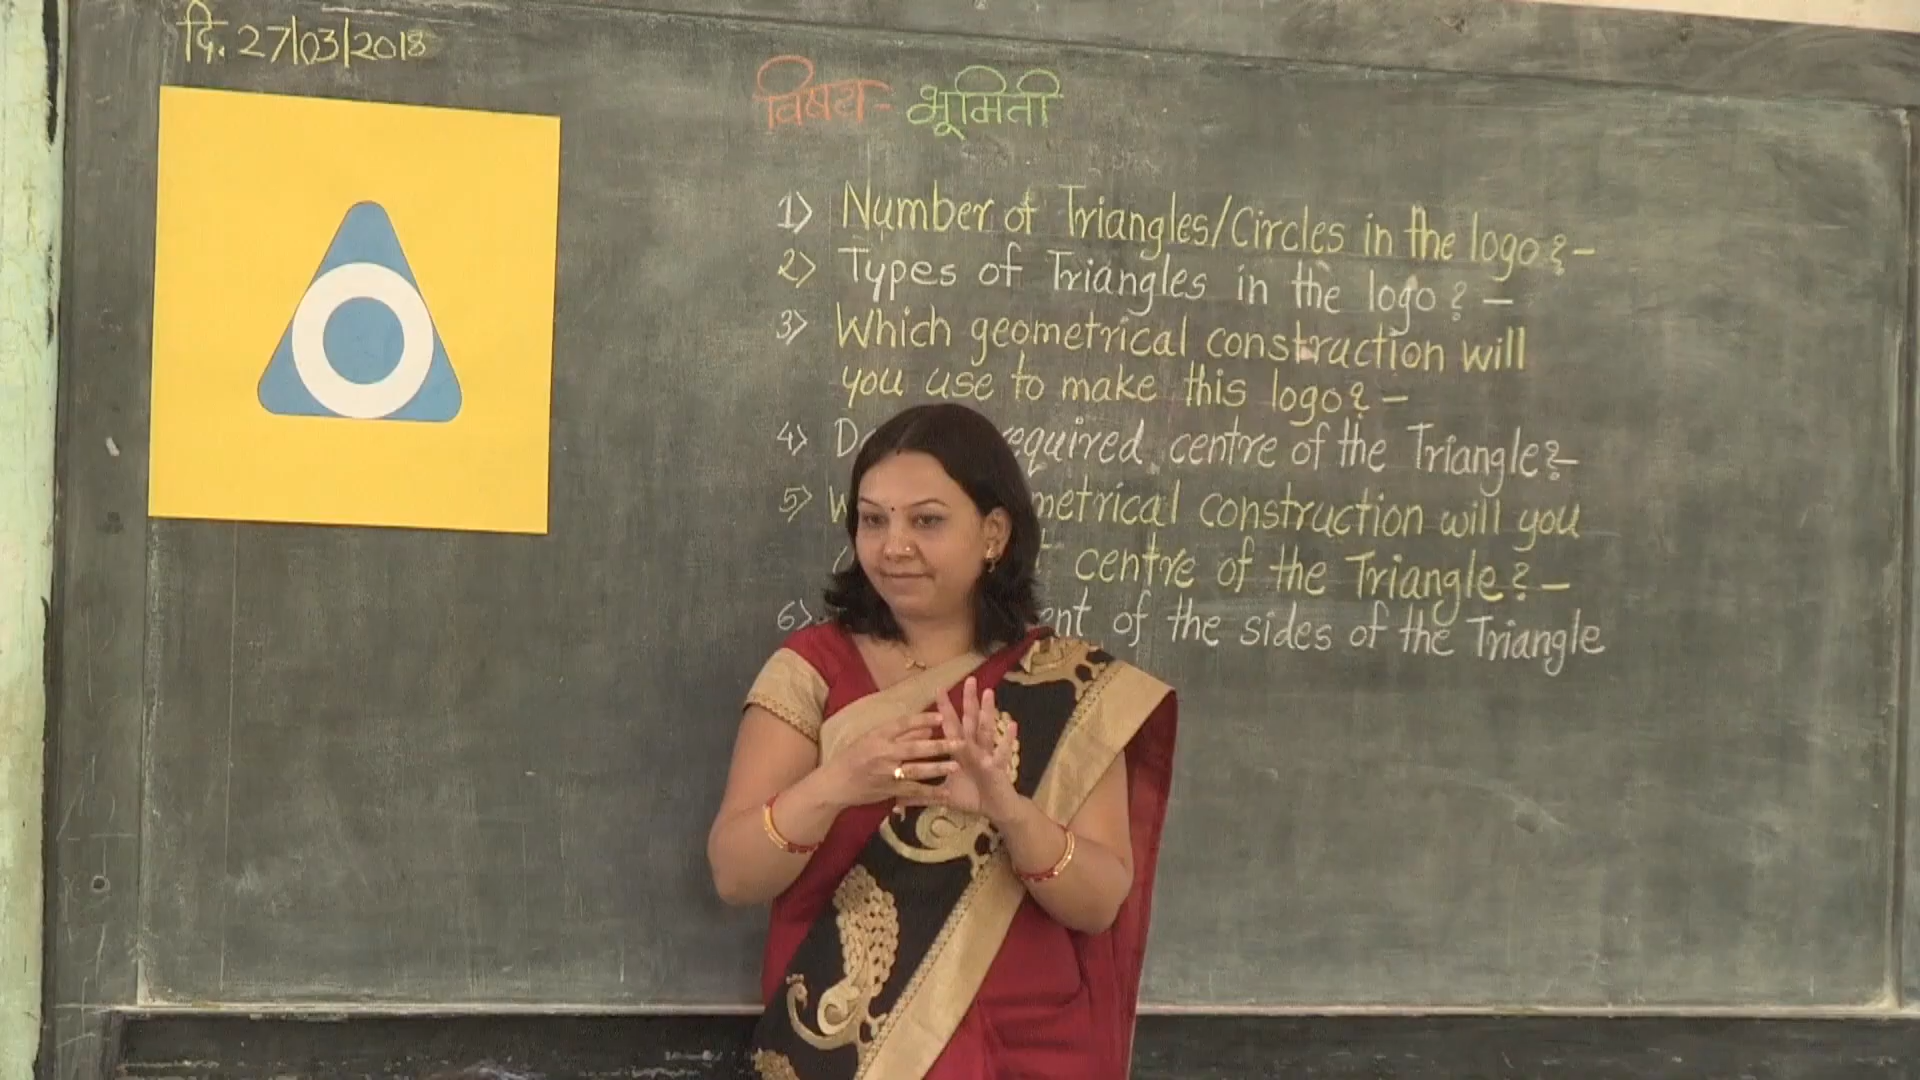 दि. 27/03/2018
विषय- भूमिती
1) Number of Triangles/Circles in the logo? -
2) Types of Triangles in the logo? -
3) Which geometrical construction will
you use to make this logo? -
4) centre of the Triangle? -
5) construction will you
centre of the Triangle? -
6) of the sides of the Triangle